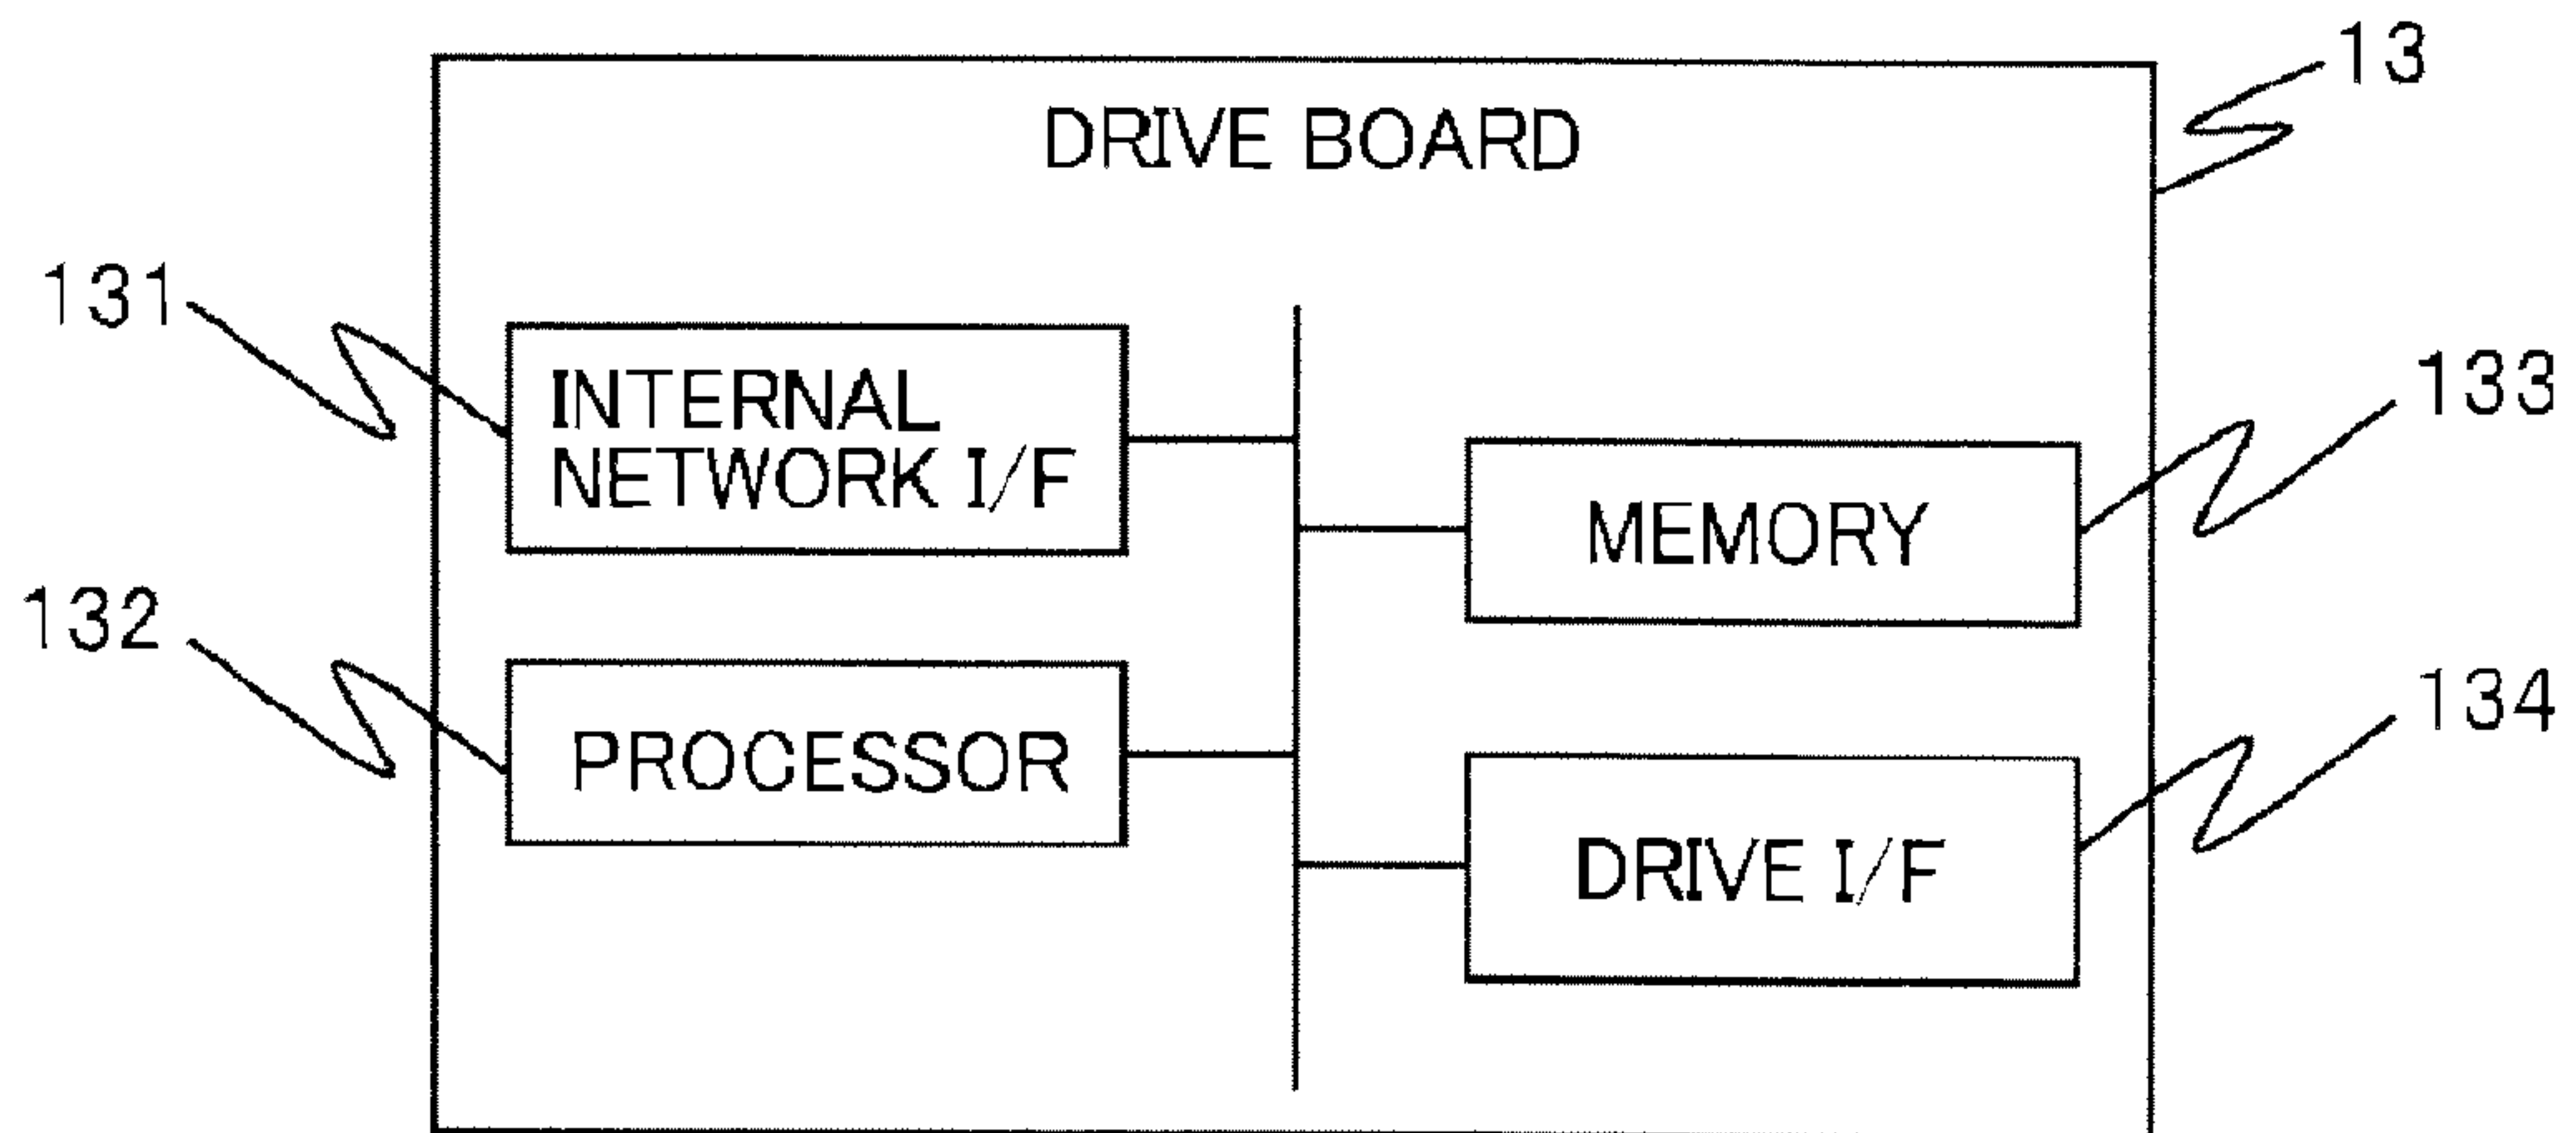 13
DRIVE BOARD
131
INTERNAL
NETWORK I/F
133
MEMORY
132
PROCESSOR
134
DRIVE I/F